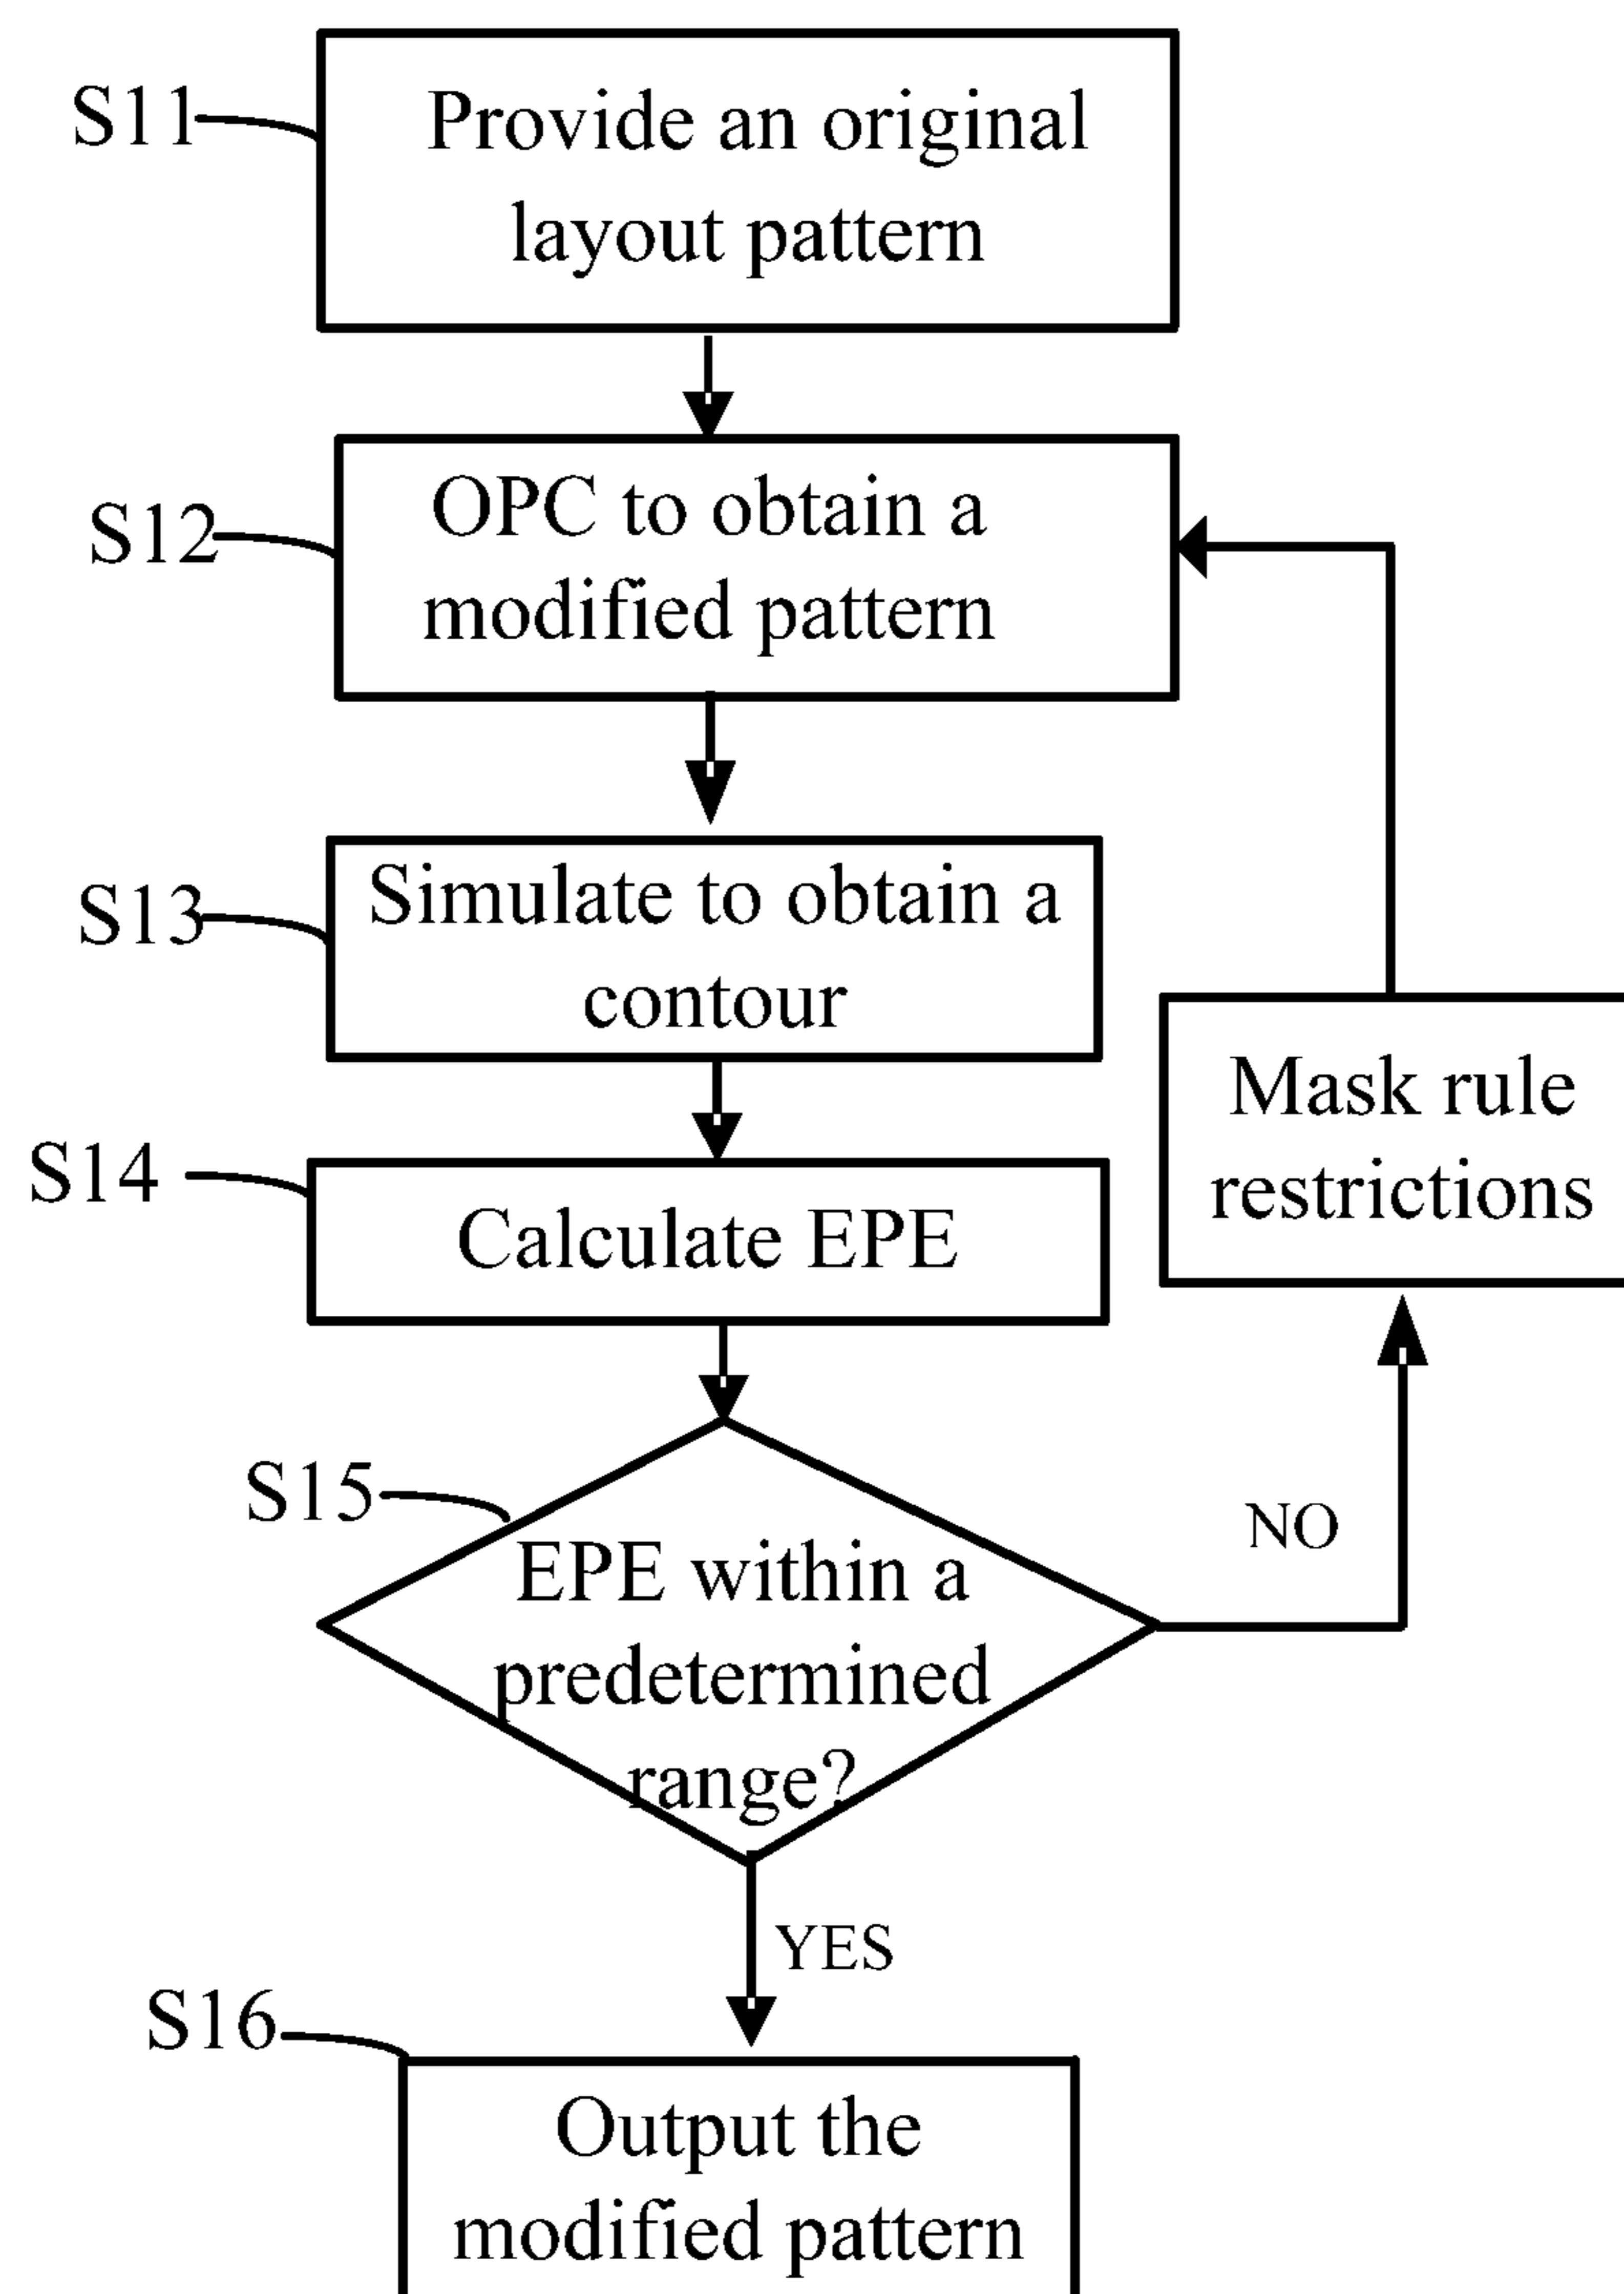 S11
Provide an original
layout pattern
S12
OPC to obtain a
modified pattern
S13
Simulate to obtain a
contour
Mask rule
restrictions
S14
Calculate EPE
S15
EPE within a
predetermined
range?
NO
YES
S16
Output the
modified pattern